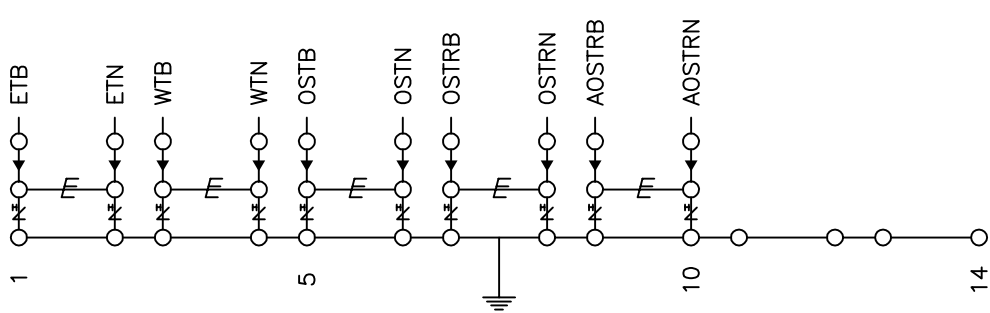 ETB
ETN
WTB
WTN
OSTB
OSTN
OSTRB
OSTRN
AOSTRB
AOSTRN
E
E
E
E
E
H
H
H
H
H
H
H
H
H
H
1
5
10
14